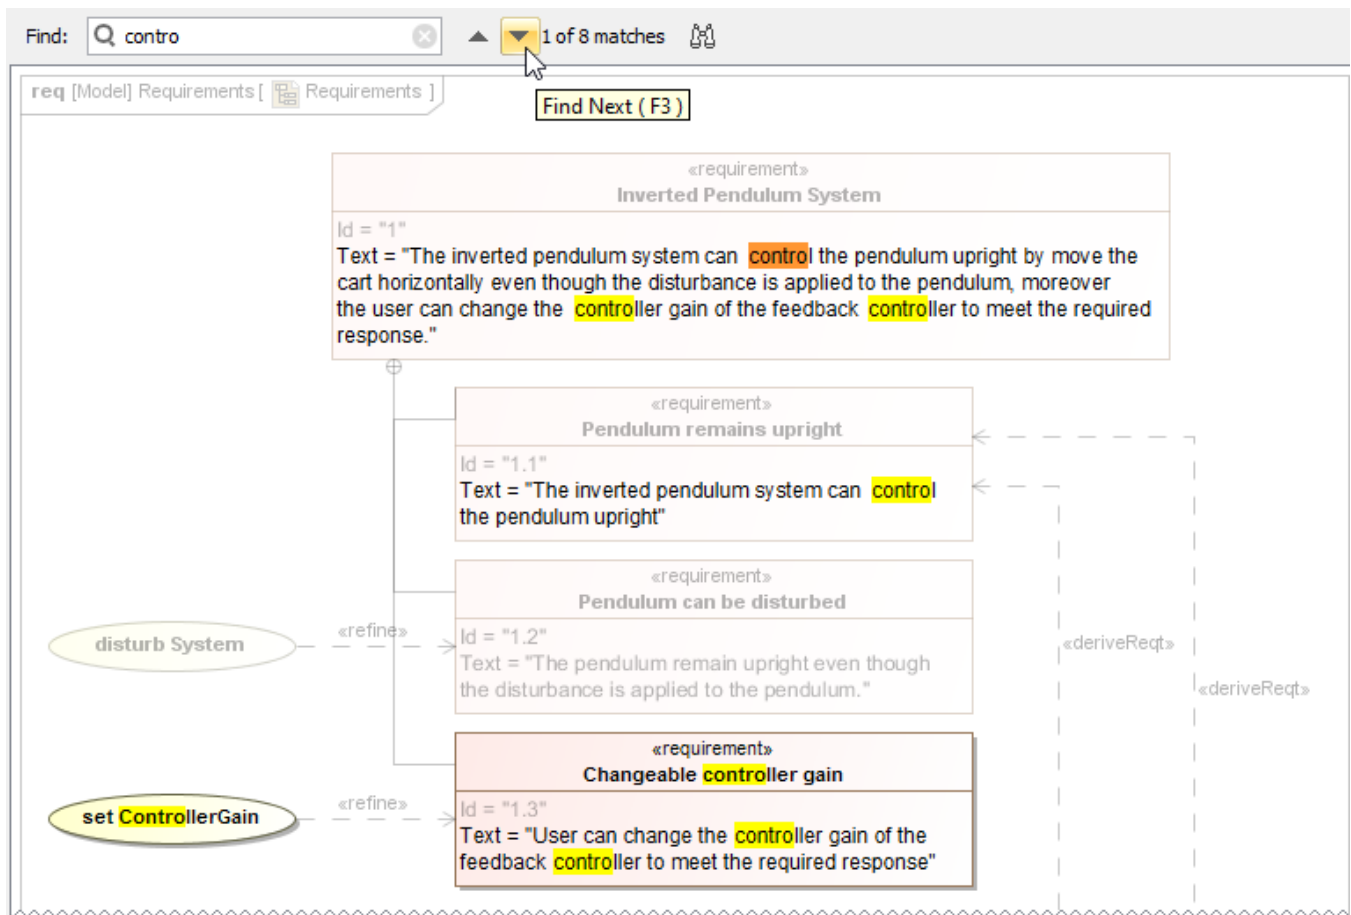 Find: contro 1 of 8 matches
req [Model] Requirements [ Requirements ]
Find Next ( F3 )
«requirement»
Inverted Pendulum System
Id = "1"
Text = "The inverted pendulum system can control the pendulum upright by move the
cart horizontally even though the disturbance is applied to the pendulum, moreover
the user can change the controller gain of the feedback controller to meet the required
response."
«requirement»
Pendulum remains upright
Id = "1.1"
Text = "The inverted pendulum system can control
the pendulum upright"
«requirement»
Pendulum can be disturbed
disturb System
«refine»
Id = "1.2"
Text = "The pendulum remain upright even though
the disturbance is applied to the pendulum."
«deriveReqt»
«deriveReqt»
«requirement»
Changeable controller gain
set ControllerGain
«refine»
Id = "1.3"
Text = "User can change the controller gain of the
feedback controller to meet the required response"